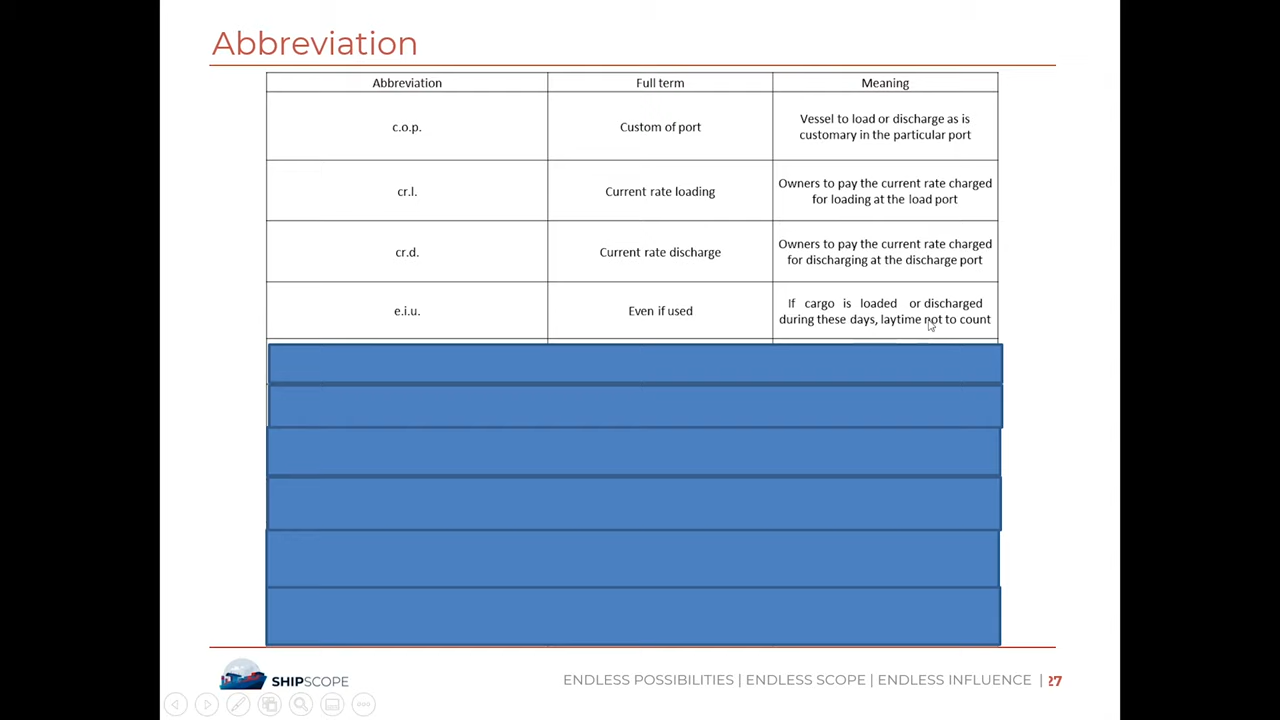 Abbreviation
Abbreviation Full term Meaning
c.o.p. Custom of port Vessel to load or discharge as is
customary in the particular port
cr.l. Current rate loading Owners to pay the current rate charged
for loading at the load port
cr.d. Current rate discharge Owners to pay the current rate charged
for discharging at the discharge port
e.i.u. Even if used If cargo is loaded or discharged
during these days, laytime not to count
SHIPSCOPE
ENDLESS POSSIBILITIES | ENDLESS SCOPE | ENDLESS INFLUENCE | 27